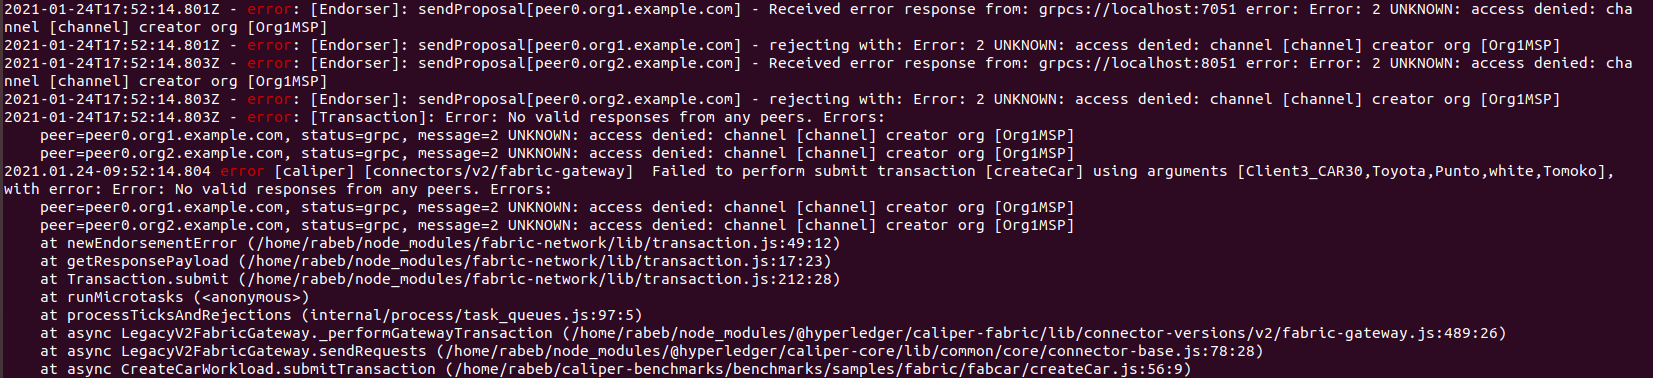 2021-01-24T17:52:14.801Z - error: [Endorser]: sendProposal[peer0.org1.example.com] - Received error response from: grpcs://localhost:7051 error: Error: 2 UNKNOWN: access denied: cha
nnel [channel] creator org [Org1MSP]
2021-01-24T17:52:14.801Z - error: [Endorser]: sendProposal[peer0.org1.example.com] - rejecting with: Error: 2 UNKNOWN: access denied: channel [channel] creator org [Org1MSP]
2021-01-24T17:52:14.803Z - error: [Endorser]: sendProposal[peer0.org2.example.com] - Received error response from: grpcs://localhost:8051 error: Error: 2 UNKNOWN: access denied: cha
nnel [channel] creator org [Org1MSP]
2021-01-24T17:52:14.803Z - error: [Endorser]: sendProposal[peer0.org2.example.com] - rejecting with: Error: 2 UNKNOWN: access denied: channel [channel] creator org [Org1MSP]
2021-01-24T17:52:14.803Z - error: [Transaction]: Error: No valid responses from any peers. Errors:
    peer=peer0.org1.example.com, status=grpc, message=2 UNKNOWN: access denied: channel [channel] creator org [Org1MSP]
    peer=peer0.org2.example.com, status=grpc, message=2 UNKNOWN: access denied: channel [channel] creator org [Org1MSP]
2021.01.24-09:52:14.804 error [caliper] [connectors/v2/fabric-gateway]  Failed to perform submit transaction [createCar] using arguments [Client3_CAR30,Toyota,Punto,white,Tomoko],
with error: Error: No valid responses from any peers. Errors:
    peer=peer0.org1.example.com, status=grpc, message=2 UNKNOWN: access denied: channel [channel] creator org [Org1MSP]
    peer=peer0.org2.example.com, status=grpc, message=2 UNKNOWN: access denied: channel [channel] creator org [Org1MSP]
    at newEndorsementError (/home/rabeb/node_modules/fabric-network/lib/transaction.js:49:12)
    at getResponsePayload (/home/rabeb/node_modules/fabric-network/lib/transaction.js:17:23)
    at Transaction.submit (/home/rabeb/node_modules/fabric-network/lib/transaction.js:212:28)
    at runMicrotasks (<anonymous>)
    at processTicksAndRejections (internal/process/task_queues.js:97:5)
    at async LegacyV2FabricGateway._performGatewayTransaction (/home/rabeb/node_modules/@hyperledger/caliper-fabric/lib/connector-versions/v2/fabric-gateway.js:489:26)
    at async LegacyV2FabricGateway.sendRequests (/home/rabeb/node_modules/@hyperledger/caliper-core/lib/common/core/connector-base.js:78:28)
    at async CreateCarWorkload.submitTransaction (/home/rabeb/caliper-benchmarks/benchmarks/samples/fabric/fabcar/createCar.js:56:9)